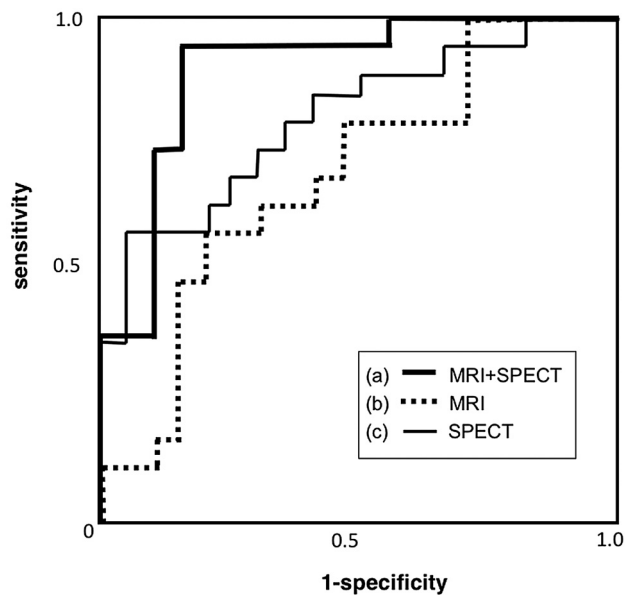 1.0
sensitivity
0.5
(a) MRI+SPECT
(b) MRI
(c) SPECT
0
0.5
1.0
1-specificity